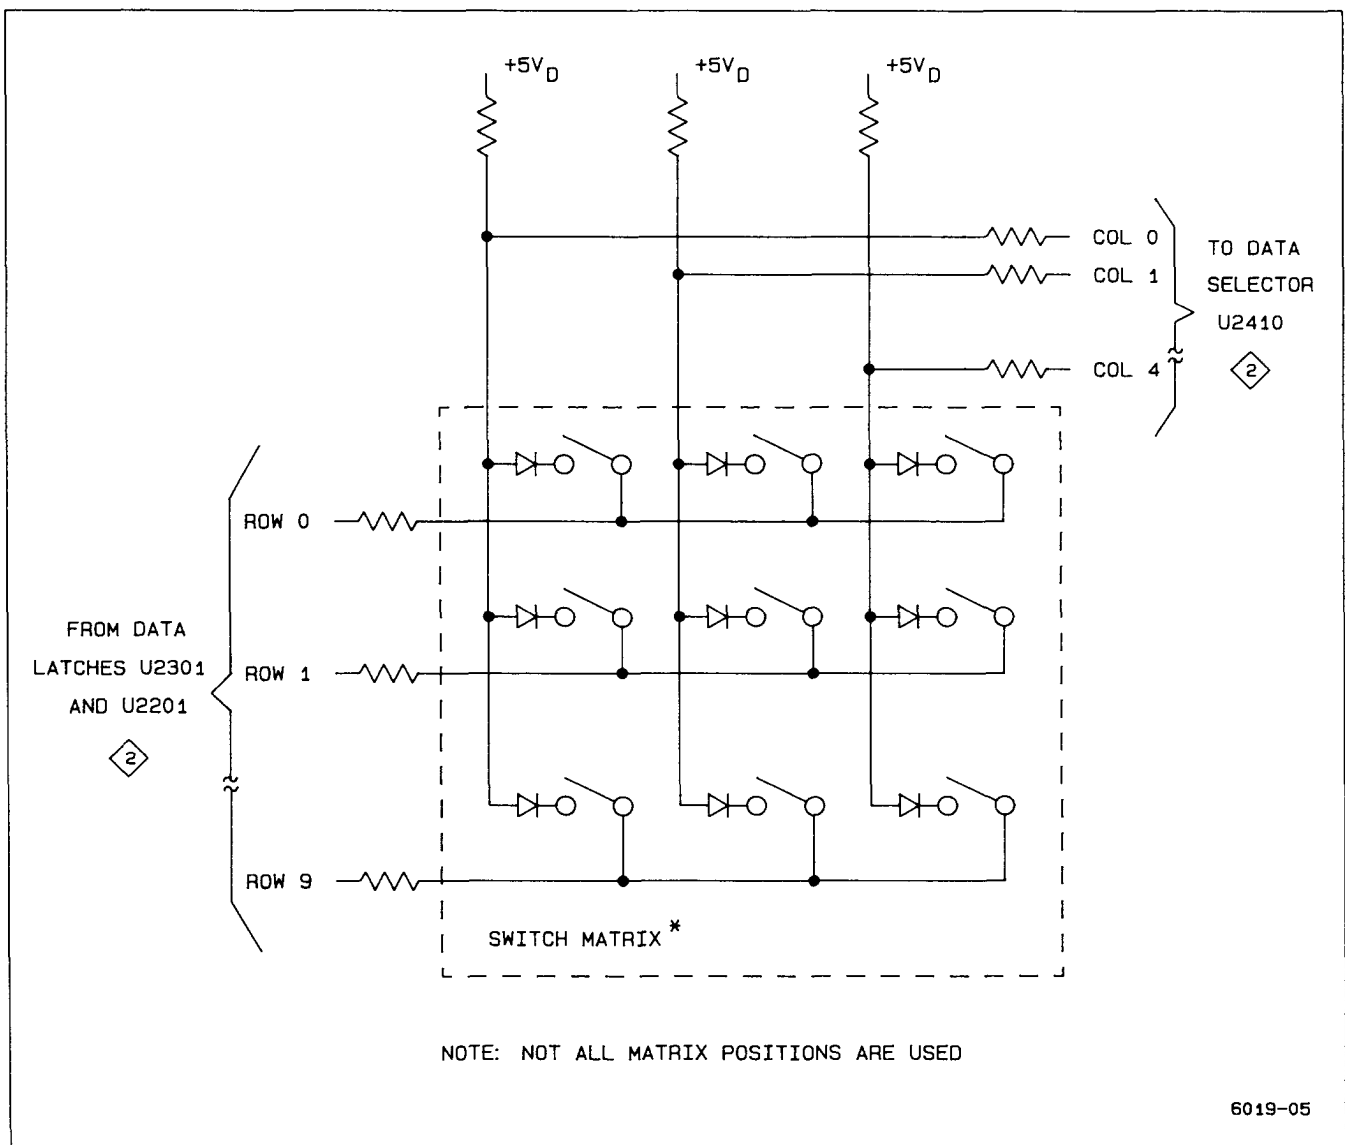 +5VD +5VD +5VD
COL 0
COL 1
COL 4
TO DATA
SELECTOR
U2410
2
ROW 0
ROW 1
ROW 9
FROM DATA
LATCHES U2301
AND U2201
2
SWITCH MATRIX*
NOTE: NOT ALL MATRIX POSITIONS ARE USED
6019-05